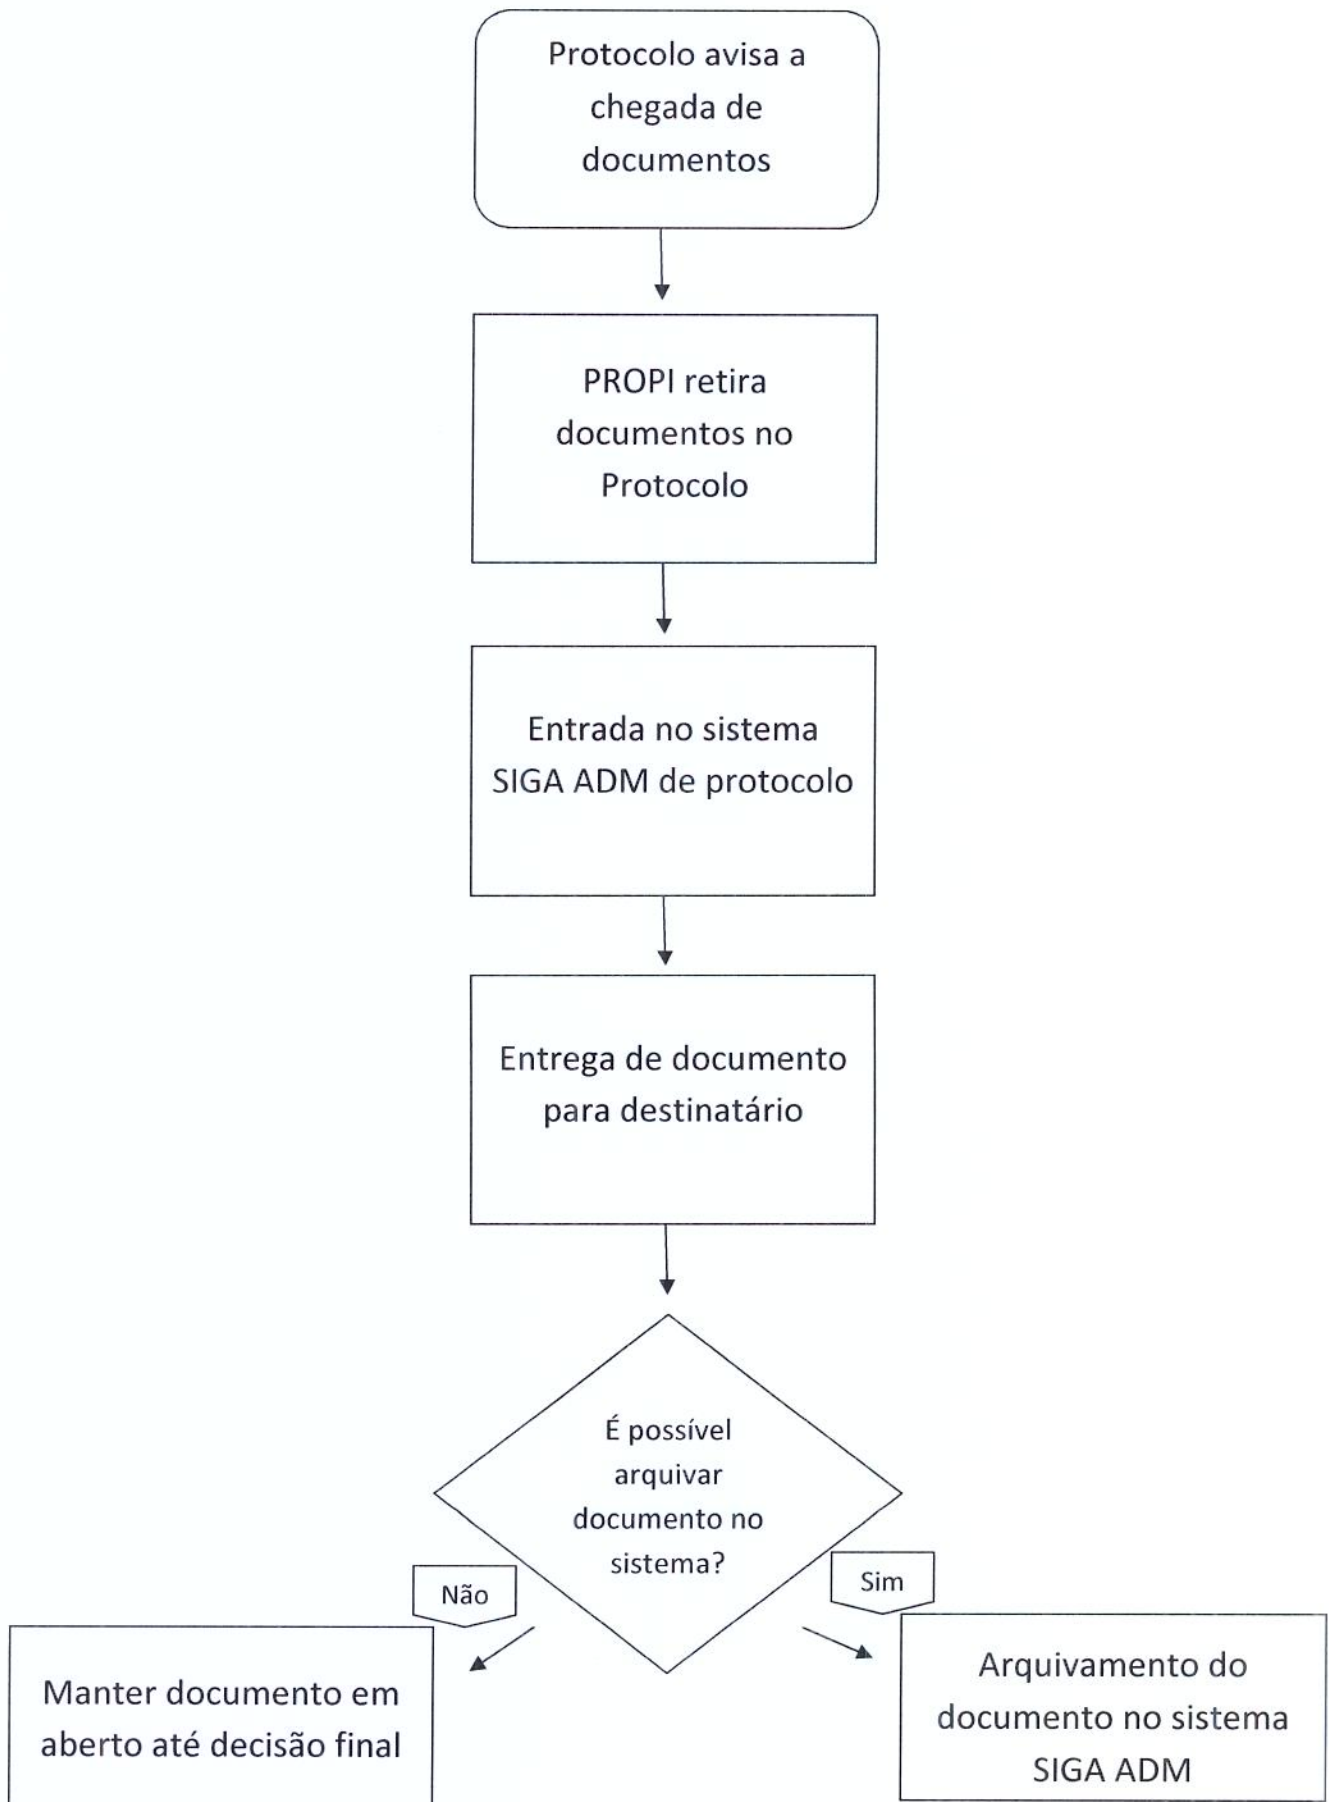 Protocolo avisa a
chegada de
documentos
PROPI retira
documentos no
Protocolo
Entrada no sistema
SIGA ADM de protocolo
Entrega de documento
para destinatário
É possível
arquivar
documento no
sistema?
Não
Sim
Manter documento em
aberto até decisão final
Arquivamento do
documento no sistema
SIGA ADM